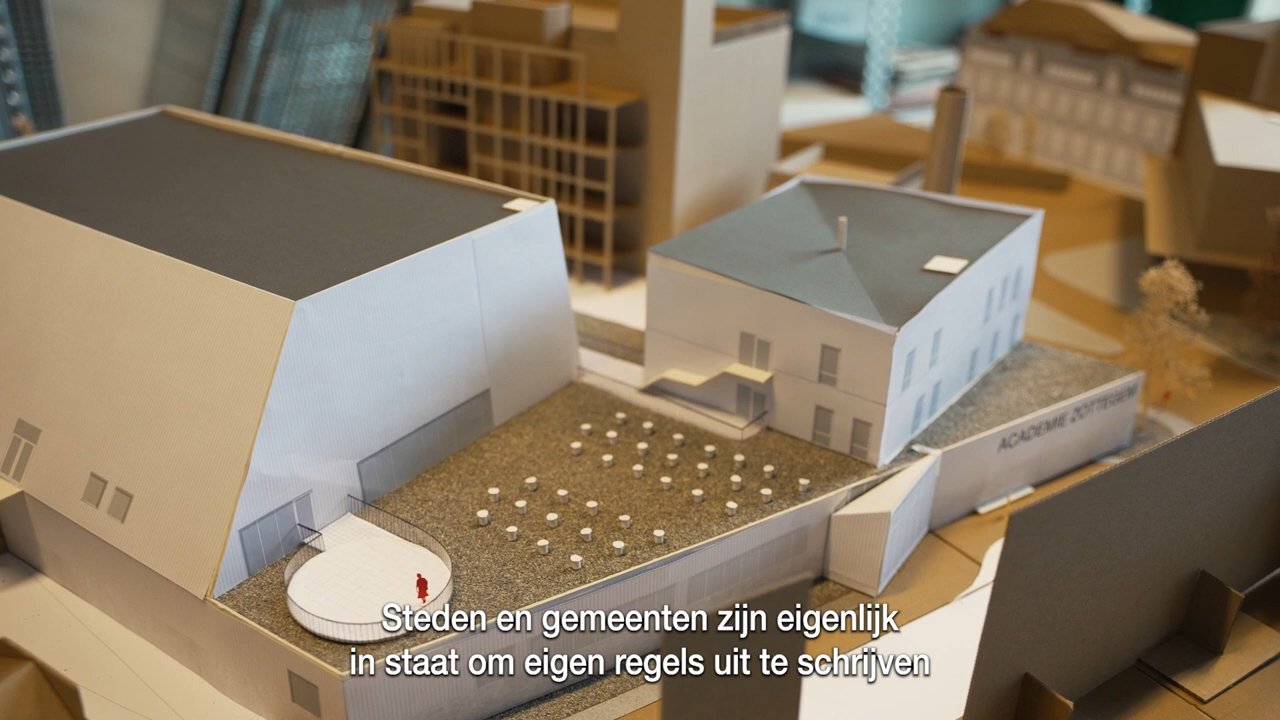 ACADEMIE ZOTTEGEM
Steden en gemeenten zijn eigenlijk
in staat om eigen regels uit te schrijven